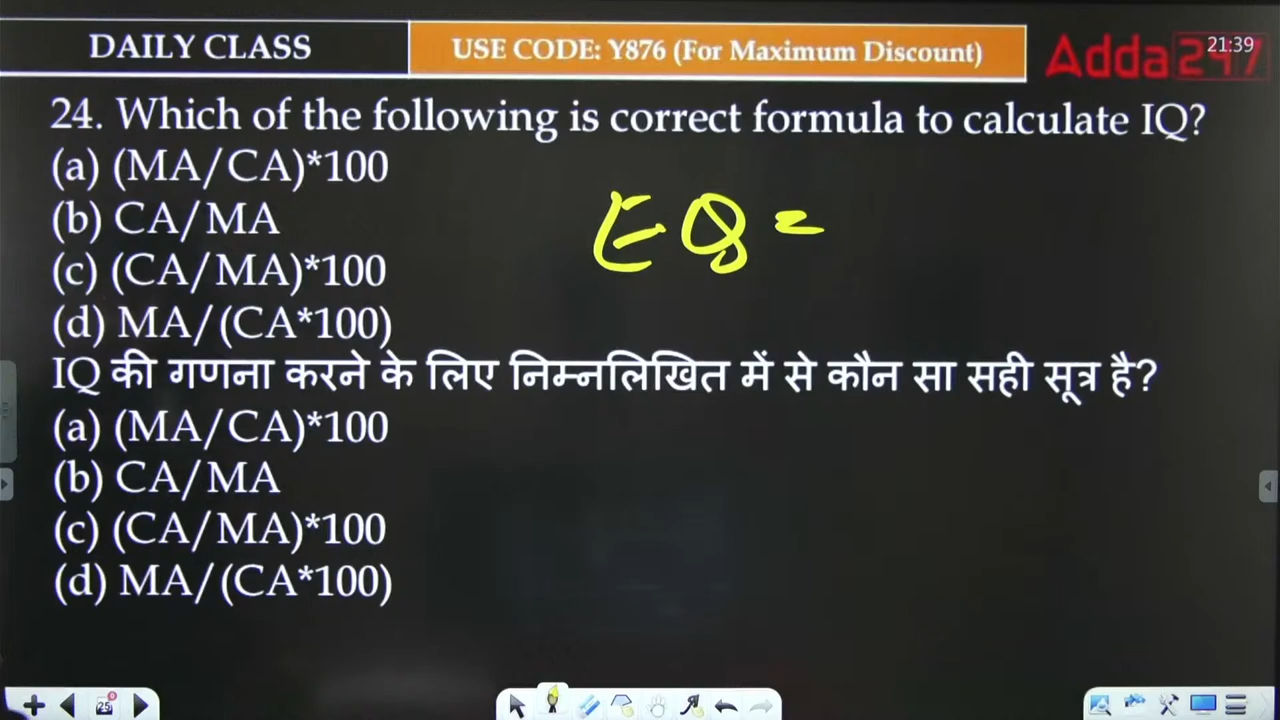 DAILY CLASS
USE CODE: Y876 (For Maximum Discount)
Adda247
21:39
24. Which of the following is correct formula to calculate IQ?
(a) (MA/CA)*100
(b) CA/MA
(c) (CA/MA)*100
(d) MA/(CA*100)
EQ =
IQ की गणना करने के लिए निम्नलिखित में से कौन सा सही सूत्र है?
(a) (MA/CA)*100
(b) CA/MA
(c) (CA/MA)*100
(d) MA/(CA*100)
25